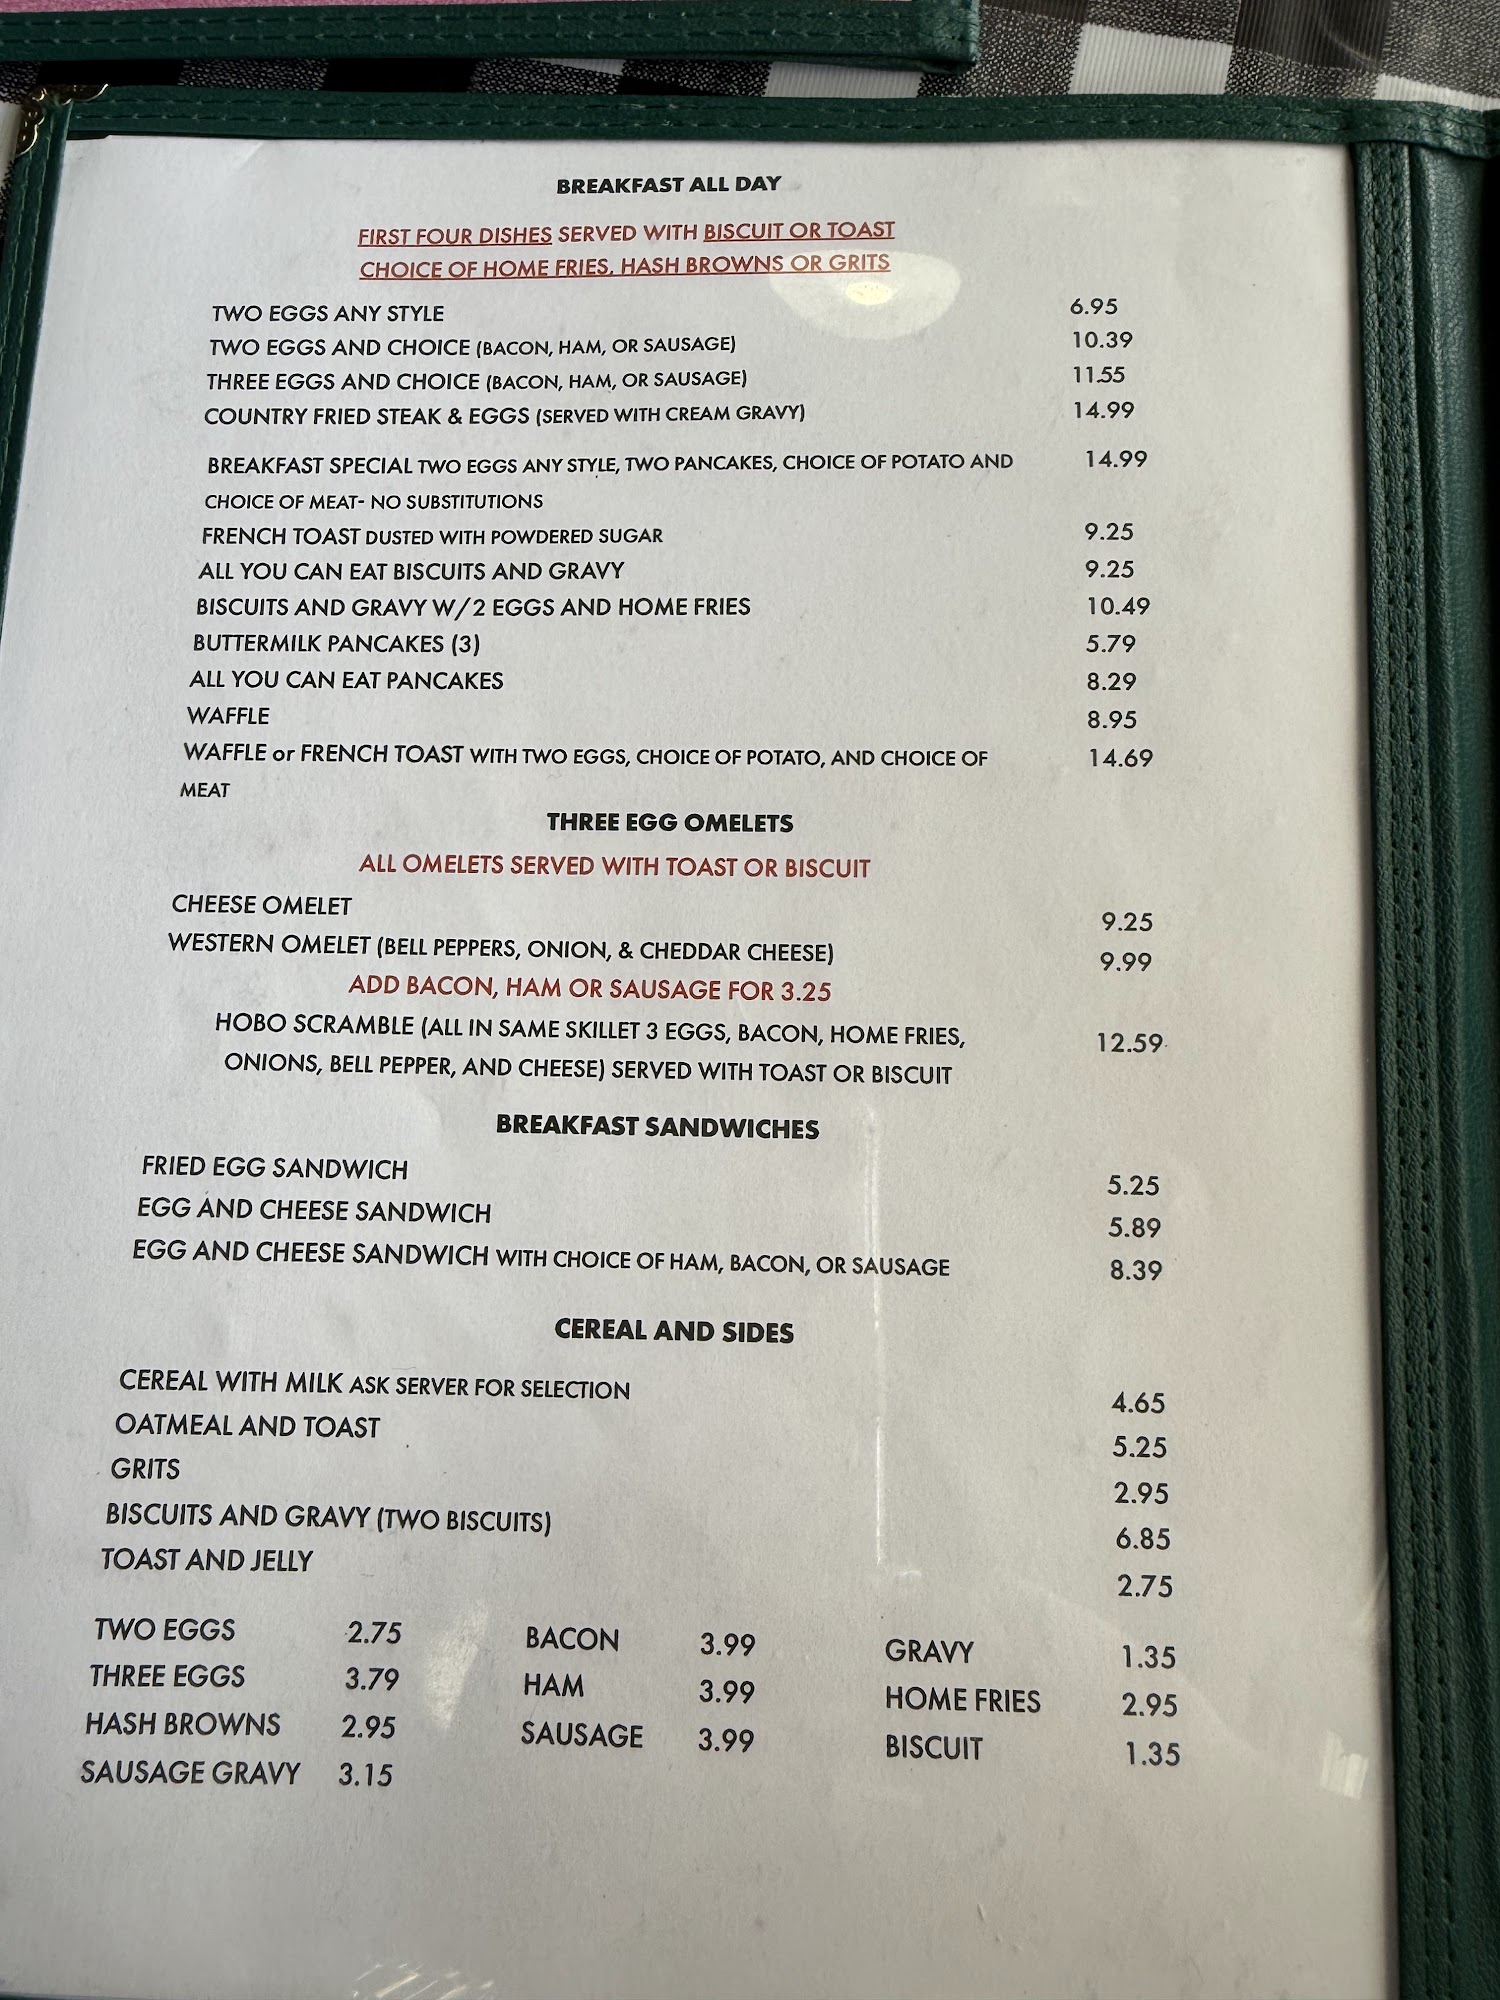 BREAKFAST ALL DAY
FIRST FOUR DISHES SERVED WITH BISCUIT OR TOAST
CHOICE OF HOME FRIES, HASH BROWNS OR GRITS
TWO EGGS ANY STYLE 6.95
TWO EGGS AND CHOICE (BACON, HAM, OR SAUSAGE) 10.39
THREE EGGS AND CHOICE (BACON, HAM, OR SAUSAGE) 11.55
COUNTRY FRIED STEAK & EGGS (SERVED WITH CREAM GRAVY) 14.99
BREAKFAST SPECIAL TWO EGGS ANY STYLE, TWO PANCAKES, CHOICE OF POTATO AND 14.99
CHOICE OF MEAT- NO SUBSTITUTIONS
FRENCH TOAST DUSTED WITH POWDERED SUGAR 9.25
ALL YOU CAN EAT BISCUITS AND GRAVY 9.25
BISCUITS AND GRAVY W/2 EGGS AND HOME FRIES 10.49
BUTTERMILK PANCAKES (3) 5.79
ALL YOU CAN EAT PANCAKES 8.29
WAFFLE 8.95
WAFFLE or FRENCH TOAST WITH TWO EGGS, CHOICE OF POTATO, AND CHOICE OF 14.69
MEAT
THREE EGG OMELETS
ALL OMELETS SERVED WITH TOAST OR BISCUIT
CHEESE OMELET 9.25
WESTERN OMELET (BELL PEPPERS, ONION, & CHEDDAR CHEESE) 9.99
ADD BACON, HAM OR SAUSAGE FOR 3.25
HOBO SCRAMBLE (ALL IN SAME SKILLET 3 EGGS, BACON, HOME FRIES, 12.59
ONIONS, BELL PEPPER, AND CHEESE) SERVED WITH TOAST OR BISCUIT
BREAKFAST SANDWICHES
FRIED EGG SANDWICH 5.25
EGG AND CHEESE SANDWICH 5.89
EGG AND CHEESE SANDWICH WITH CHOICE OF HAM, BACON, OR SAUSAGE 8.39
CEREAL AND SIDES
CEREAL WITH MILK ASK SERVER FOR SELECTION 4.65
OATMEAL AND TOAST 5.25
GRITS 2.95
BISCUITS AND GRAVY (TWO BISCUITS) 6.85
TOAST AND JELLY 2.75
TWO EGGS 2.75 BACON 3.99 GRAVY 1.35
THREE EGGS 3.79 HAM 3.99 HOME FRIES 2.95
HASH BROWNS 2.95 SAUSAGE 3.99 BISCUIT 1.35
SAUSAGE GRAVY 3.15